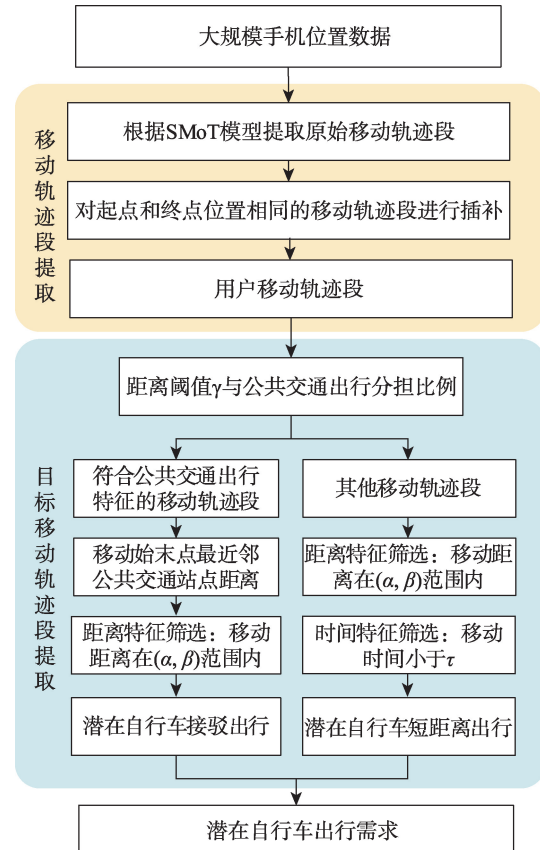 大规模手机位置数据
移动轨迹段提取
根据SMoT模型提取原始移动轨迹段
对起点和终点位置相同的移动轨迹段进行插补
用户移动轨迹段
目标移动轨迹段提取
距离阈值γ与公共交通出行分担比例
符合公共交通出行
特征的移动轨迹段
移动始末点最近邻
公共交通站点距离
距离特征筛选：移动
距离在(α, β)范围内
潜在自行车接驳出行
其他移动轨迹段
距离特征筛选：移动距
离在(α, β)范围内
时间特征筛选：移动
时间小于τ
潜在自行车短距离出行
潜在自行车出行需求